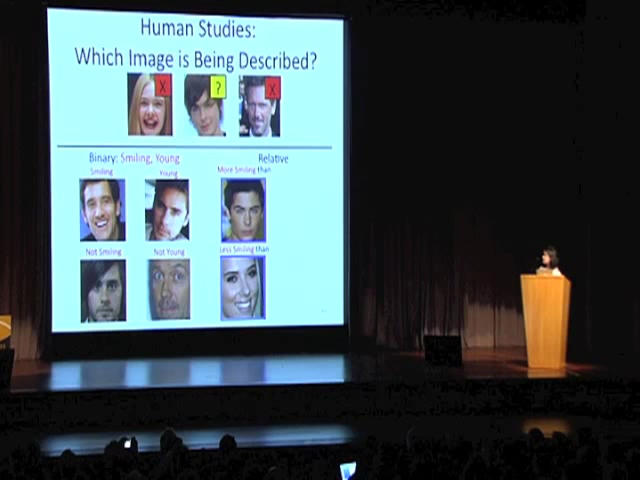 Human Studies:
Which Image is Being Described?
X ? X
Binary: Smiling, Young Relative
Smiling Young More Smiling than
Not Smiling Not Young Less Smiling than